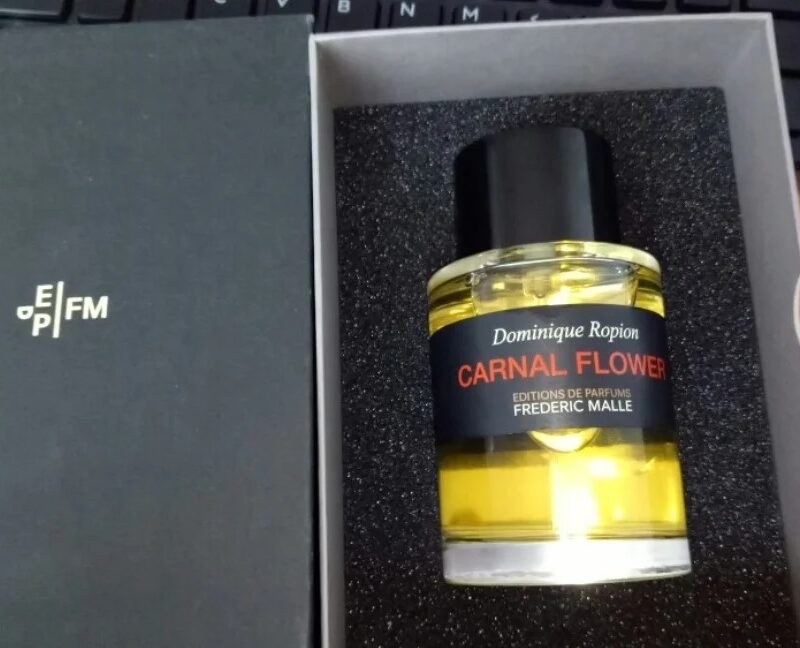 V B N M
E
d P FM
Dominique Ropion
CARNAL FLOWER
EDITIONS DE PARFUMS
FREDERIC MALLE